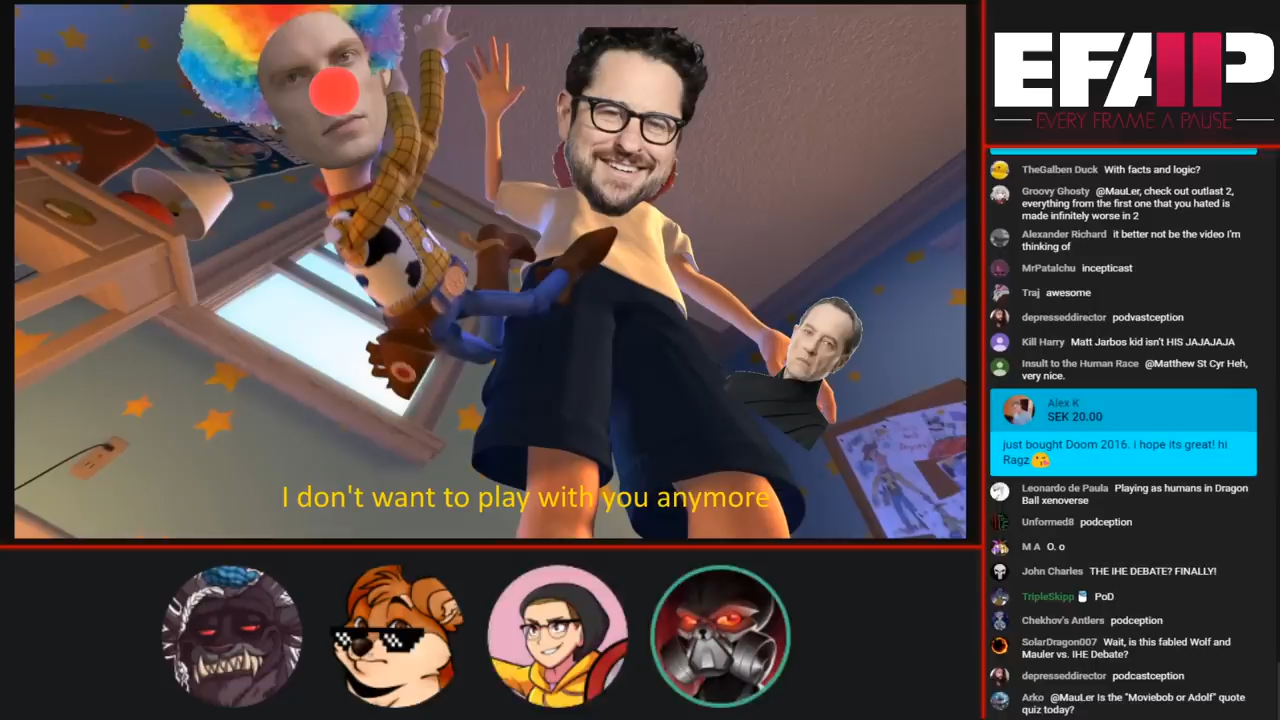 I don't want to play with you anymore
EFAP
EVERY FRAME A PAUSE
TheGalben Duck With facts and logic?
Groovy Ghosty @MauLer, check out outlast 2,
everything from the first one that you hated is
made infinitely worse in 2
Alexander Richard it better not be the video I'm
thinking of
MrPatalchu incepticast
Traj awesome
depresseddirector podvastception
Kill Harry Matt Jarbos kid isn't HIS JAJAJAJA
Insult to the Human Race @Matthew St Cyr Heh,
very nice.
Alex K
SEK 20.00
just bought Doom 2016. i hope its great! hi
Ragz😘
Leonardo de Paula Playing as humans in Dragon
Ball xenoverse
Unformed8 podception
M A O. o
John Charles THE IHE DEBATE? FINALLY!
TripleSkipp PoD
Chekhov's Antlers podception
SolarDragon007 Wait, is this fabled Wolf and
Mauler vs. IHE Debate?
depresseddirector podcastception
Arko @MauLer Is the "Moviebob or Adolf" quote
quiz today?